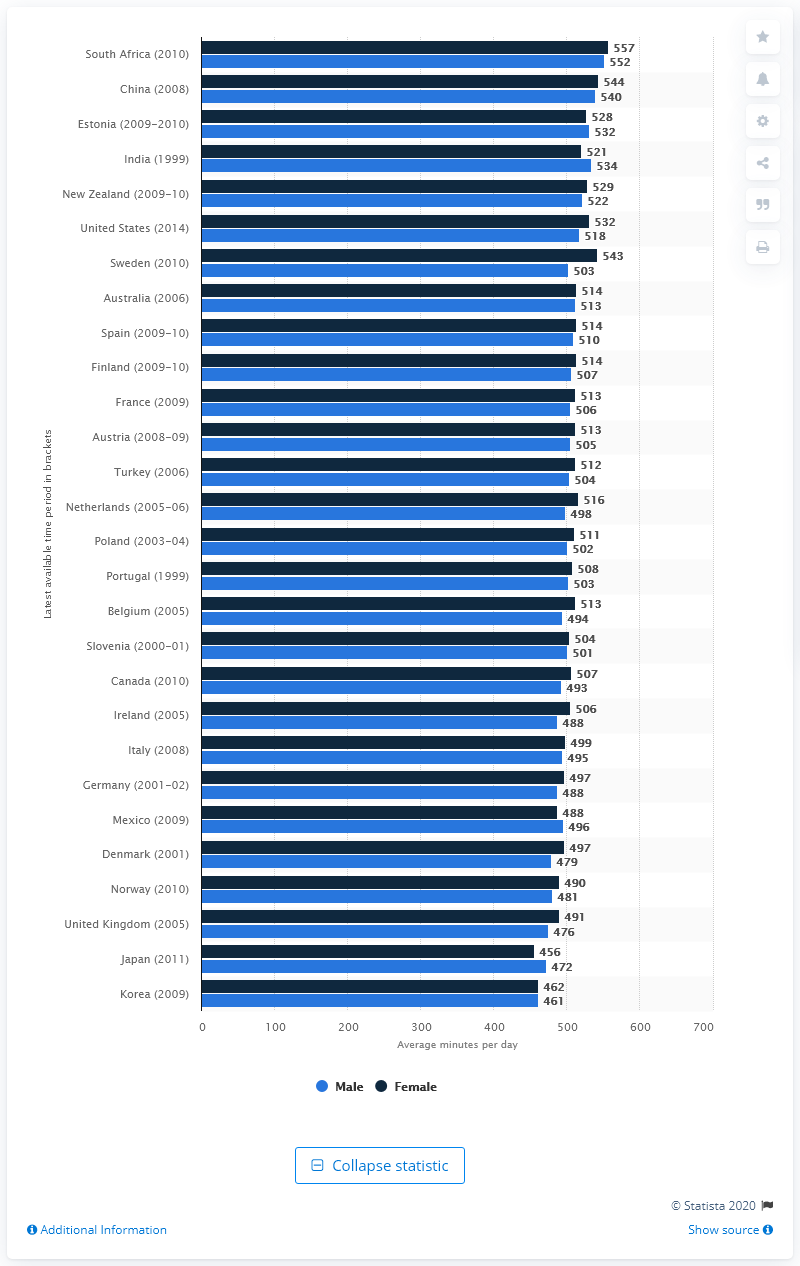 South Africa (2010)
557
552
China (2008)
544
540
Estonia (2009-2010)
528
532
India (1999)
521
534
New Zealand (2009-10)
529
522
United States (2014)
532
518
Sweden (2010)
543
503
Australia (2006)
514
513
Spain (2009-10)
514
510
Finland (2009-10)
514
507
France (2009)
513
506
Austria (2008-09)
513
505
Turkey (2006)
512
504
Netherlands (2005-06)
516
498
Poland (2003-04)
511
502
Portugal (1999)
508
503
Belgium (2005)
513
494
Slovenia (2000-01)
504
501
Canada (2010)
507
493
Ireland (2005)
506
488
Italy (2008)
499
495
Germany (2001-02)
497
488
Mexico (2009)
488
496
Denmark (2001)
497
479
Norway (2010)
490
481
United Kingdom (2005)
491
476
Japan (2011)
456
472
Korea (2009)
462
461
Latest available time period in brackets
0 100 200 300 400 500 600 700
Average minutes per day
Male Female
Collapse statistic
© Statista 2020
Additional Information Show source